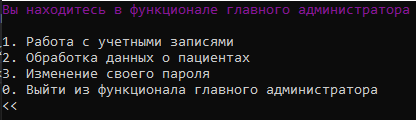 Вы находитесь в функционале главного администратора
1. Работа с учетными записями
2. Обработка данных о пациентах
3. Изменение своего пароля
0. Выйти из функционала главного администратора
<<